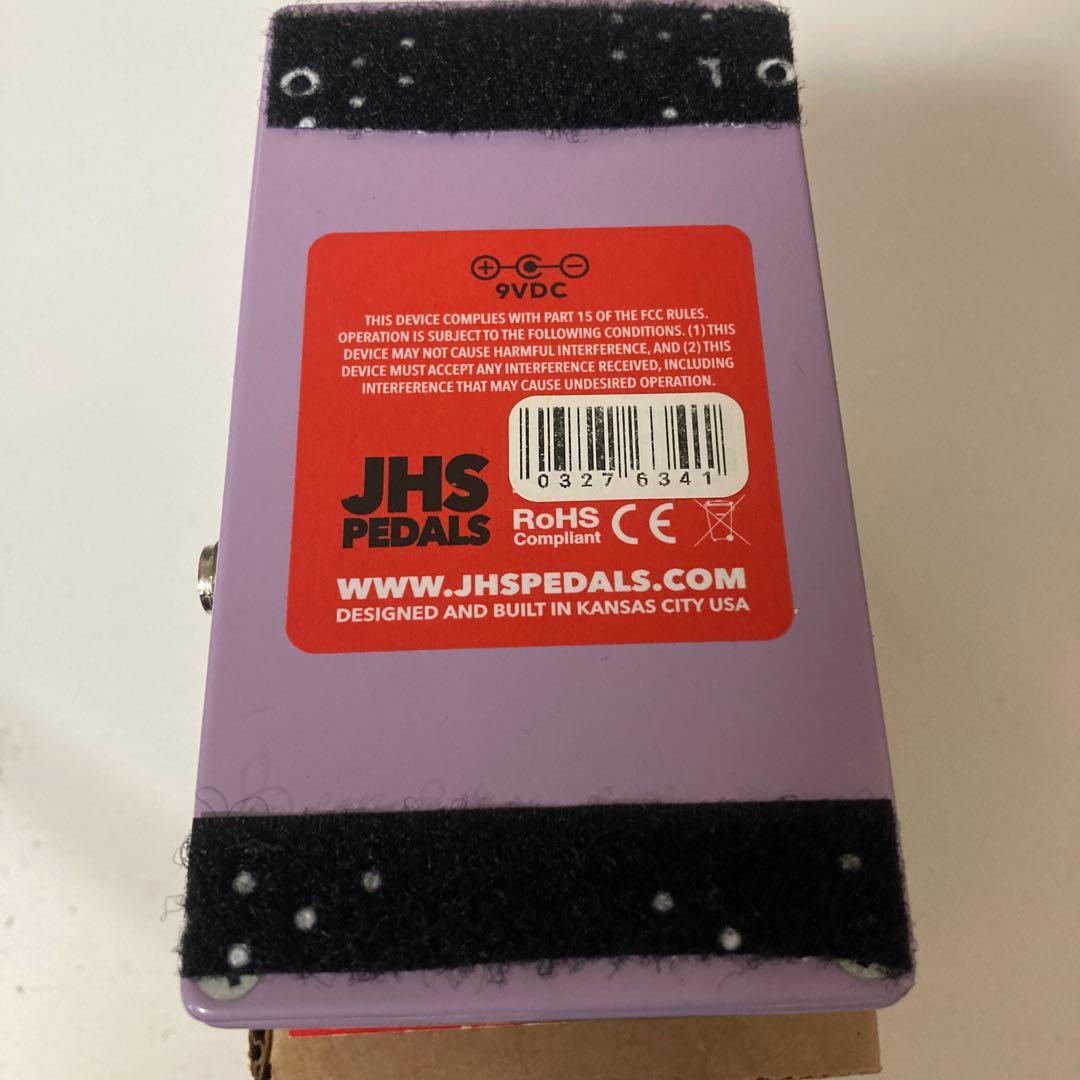 9VDC
THIS DEVICE COMPLIES WITH PART 15 OF THE FCC RULES.
OPERATION IS SUBJECT TO THE FOLLOWING CONDITIONS. (1) THIS
DEVICE MAY NOT CAUSE HARMFUL INTERFERENCE, AND (2) THIS
DEVICE MUST ACCEPT ANY INTERFERENCE RECEIVED, INCLUDING
INTERFERENCE THAT MAY CAUSE UNDESIRED OPERATION.
03276341
JHS
PEDALS
RoHS
Compliant
CE
WWW.JHSPEDALS.COM
DESIGNED AND BUILT IN KANSAS CITY USA